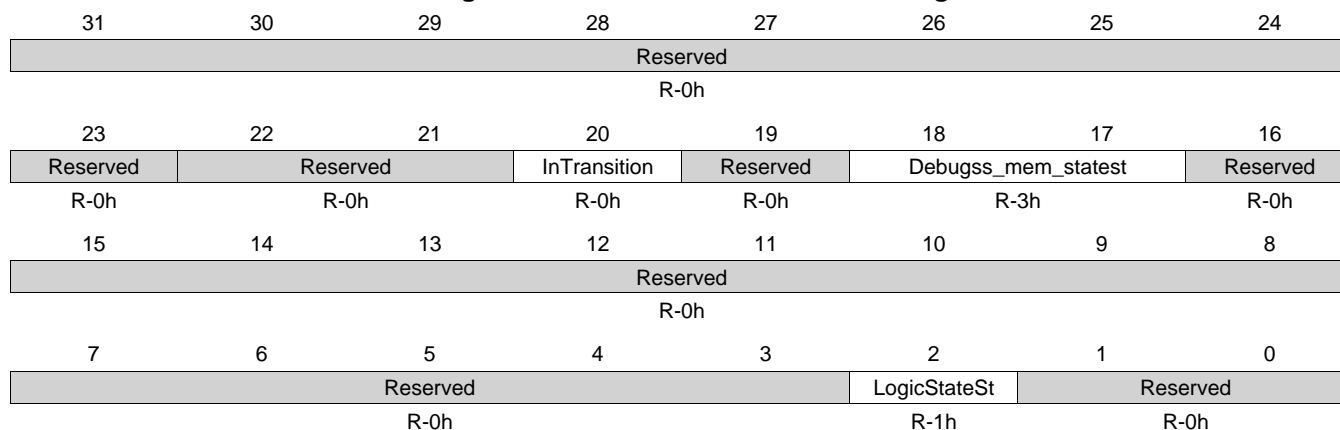 31 30 29 28 27 26 25 24
Reserved
R-0h
23 22 21 20 19 18 17 16
Reserved Reserved InTransition Reserved Debugss_mem_statest Reserved
R-0h R-0h R-0h R-0h R-3h R-0h
15 14 13 12 11 10 9 8
Reserved
R-0h
7 6 5 4 3 2 1 0
Reserved LogicStateSt Reserved
R-0h R-1h R-0h